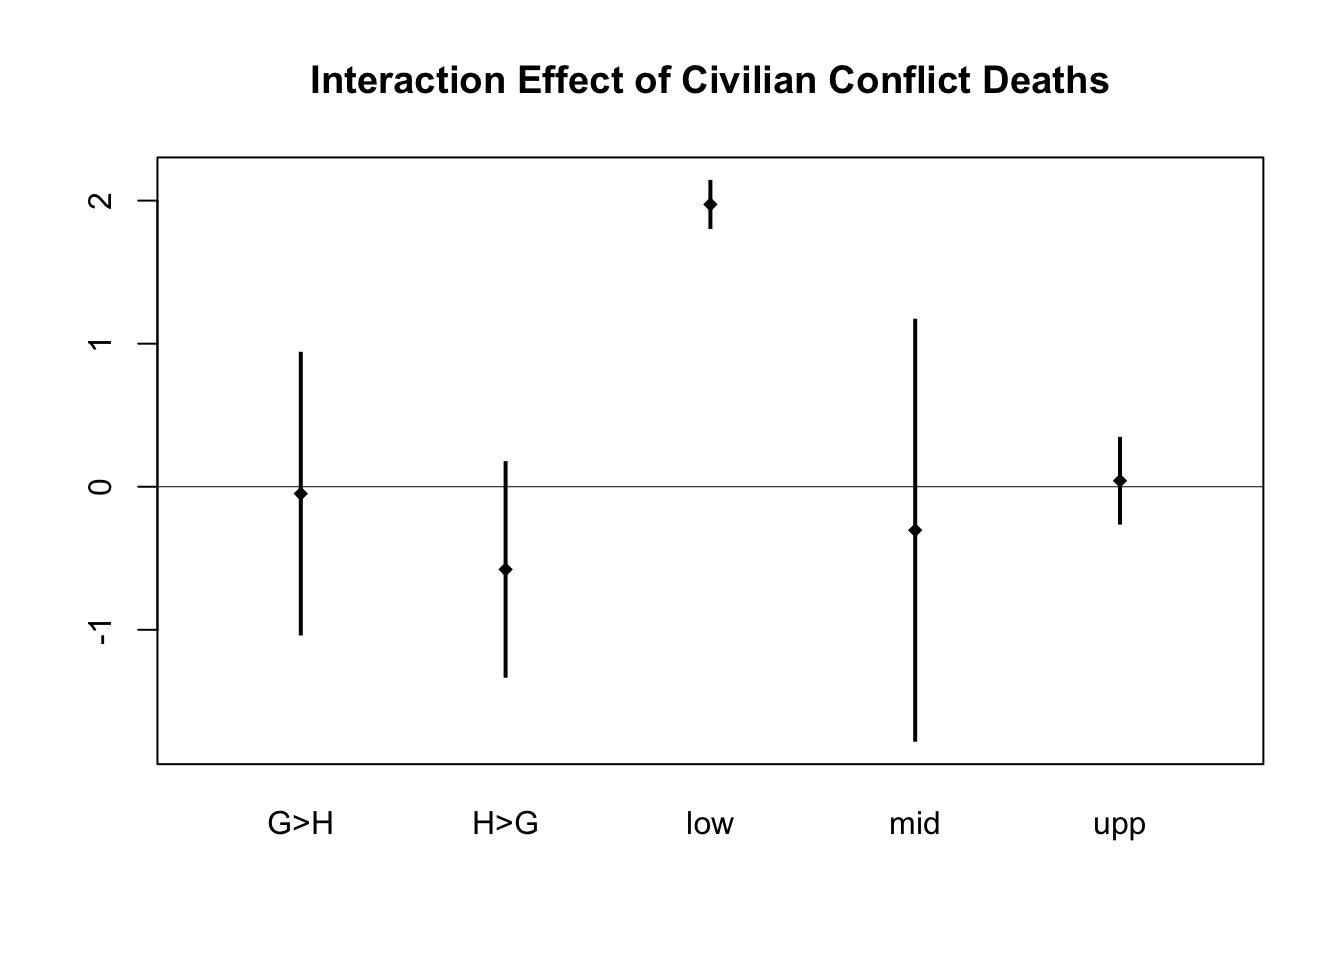 Interaction Effect of Civilian Conflict Deaths
2
1
0
-1
G>H H>G low mid upp